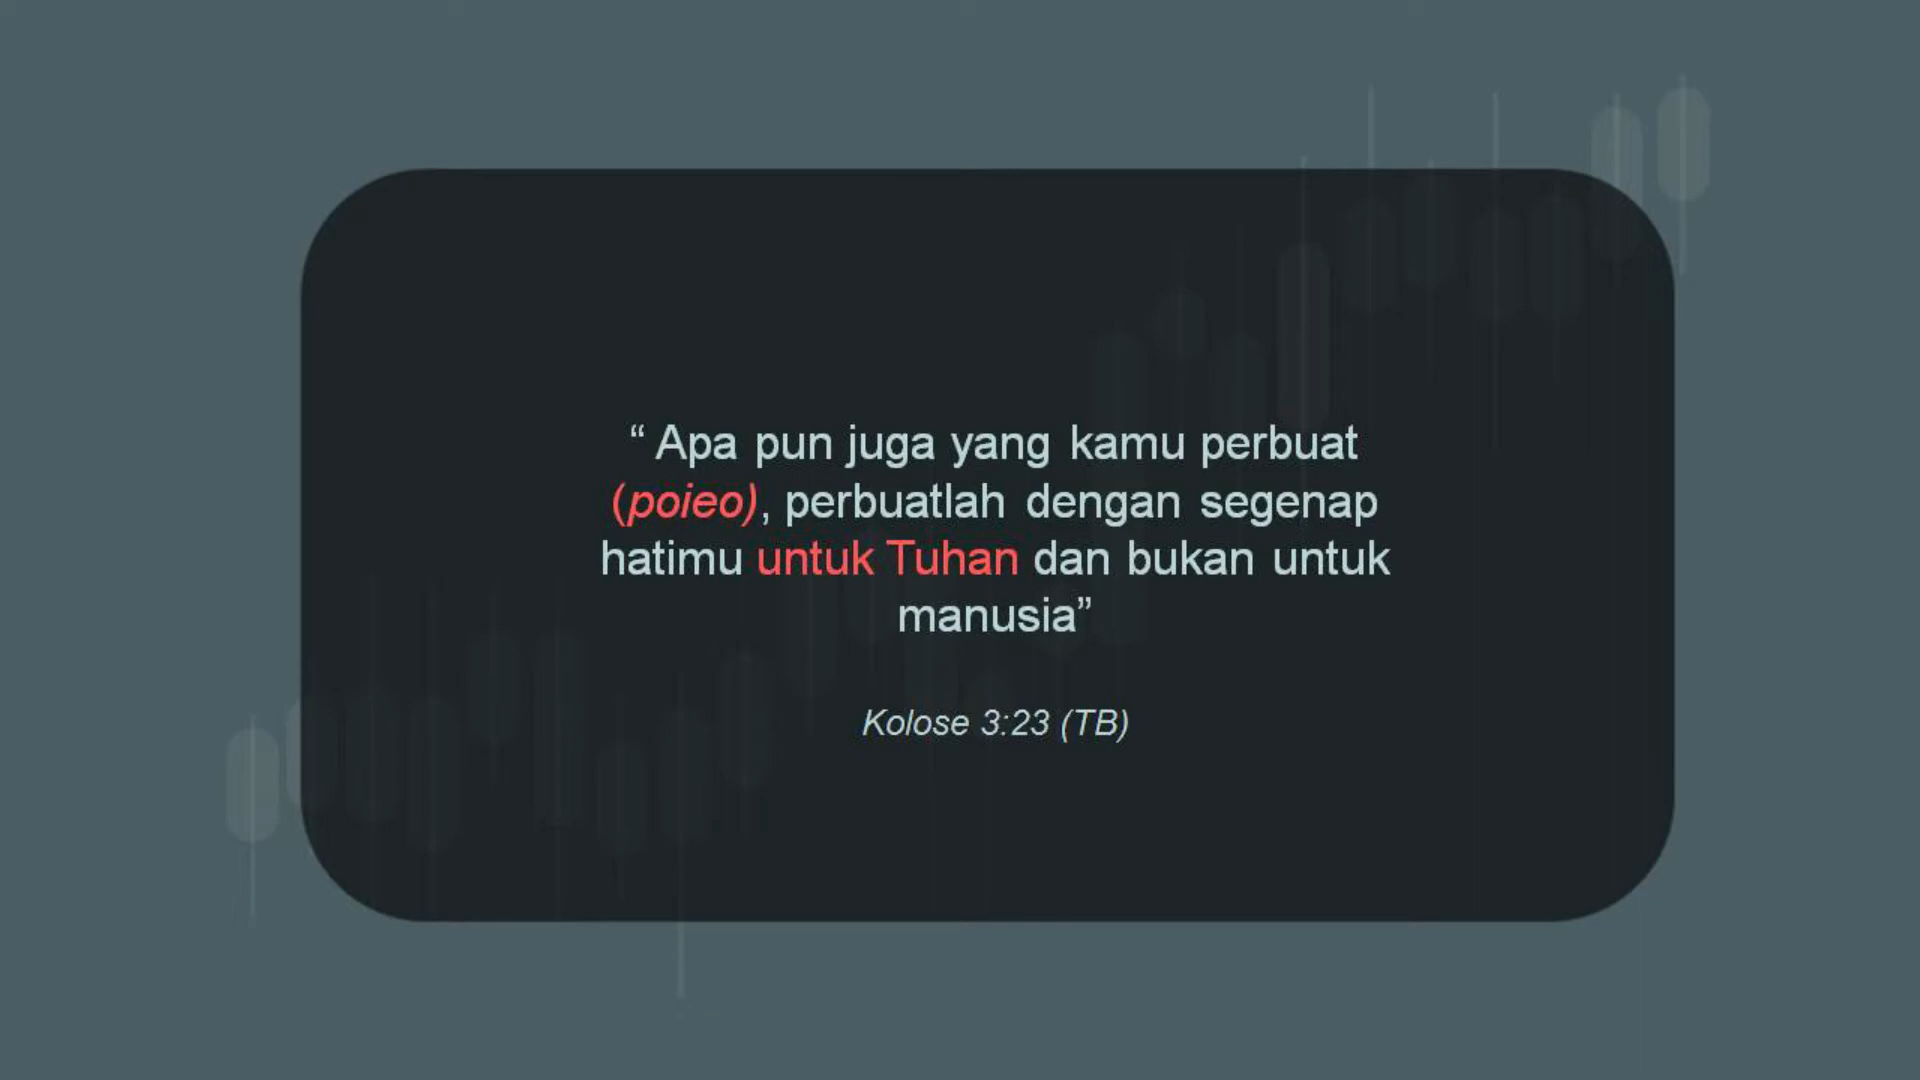 “ Apa pun juga yang kamu perbuat
(poieo), perbuatlah dengan segenap
hatimu untuk Tuhan dan bukan untuk
manusia”
Kolose 3:23 (TB)